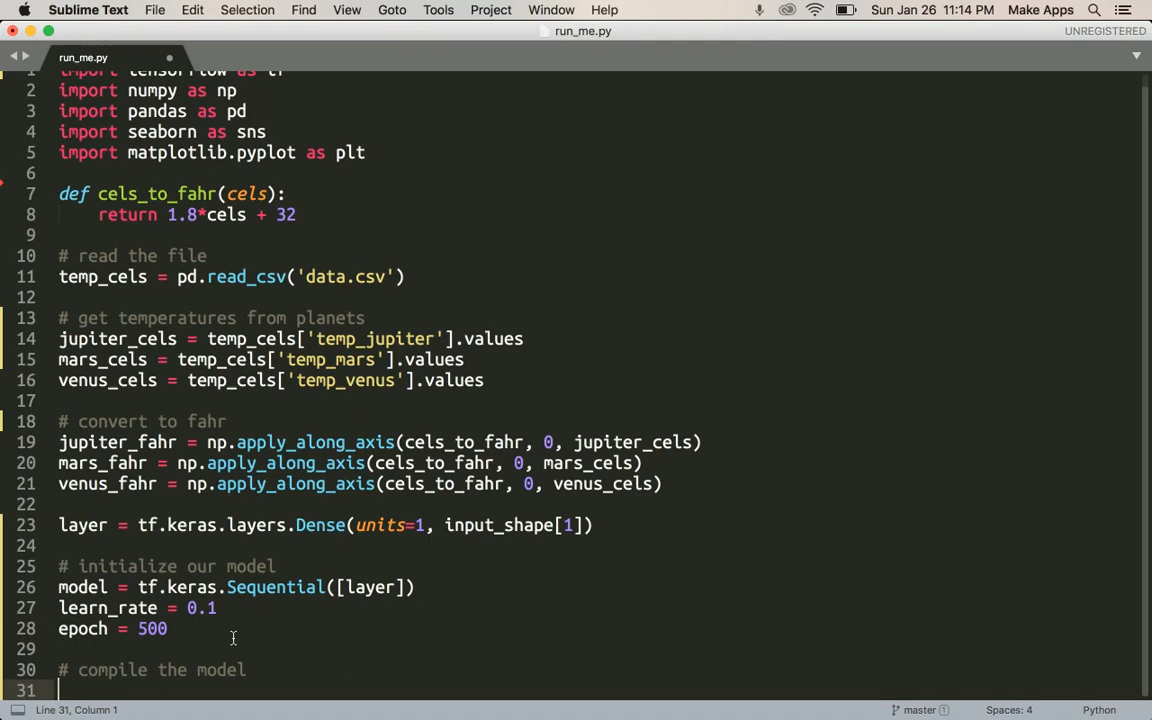 Sublime Text File Edit Selection Find View Goto Tools Project Window Help Sun Jan 26 11:14 PM Make Apps
run_me.py UNREGISTERED
run_me.py
1 import tensorflow as tf
2 import numpy as np
3 import pandas as pd
4 import seaborn as sns
5 import matplotlib.pyplot as plt
6
7 def cels_to_fahr(cels):
8 return 1.8*cels + 32
9
10 # read the file
11 temp_cels = pd.read_csv('data.csv')
12
13 # get temperatures from planets
14 jupiter_cels = temp_cels['temp_jupiter'].values
15 mars_cels = temp_cels['temp_mars'].values
16 venus_cels = temp_cels['temp_venus'].values
17
18 # convert to fahr
19 jupiter_fahr = np.apply_along_axis(cels_to_fahr, 0, jupiter_cels)
20 mars_fahr = np.apply_along_axis(cels_to_fahr, 0, mars_cels)
21 venus_fahr = np.apply_along_axis(cels_to_fahr, 0, venus_cels)
22
23 layer = tf.keras.layers.Dense(units=1, input_shape[1])
24
25 # initialize our model
26 model = tf.keras.Sequential([layer])
27 learn_rate = 0.1
28 epoch = 500
29
30 # compile the model
31
Line 31, Column 1 master 1 Spaces: 4 Python